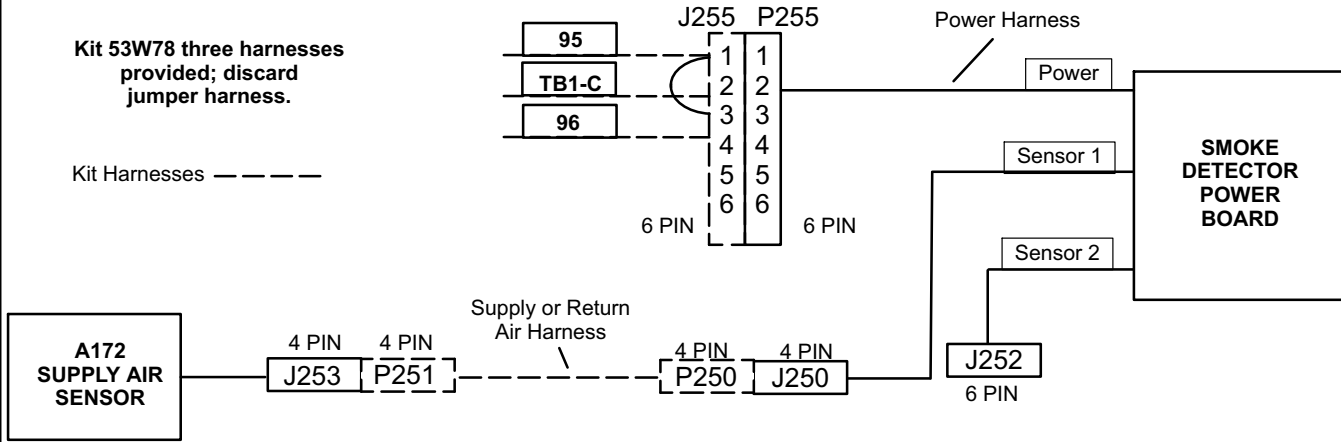 J255 P255
Power Harness
Kit 53W78 three harnesses
provided; discard
jumper harness.
95
TB1-C
96
1 1
2 2
3 3
4 4
5 5
6 6
6 PIN 6 PIN
Power
Kit Harnesses
Sensor 1
SMOKE
DETECTOR
POWER
BOARD
Sensor 2
Supply or Return
Air Harness
A172
SUPPLY AIR
SENSOR
4 PIN 4 PIN
J253 P251
4 PIN 4 PIN
P250 J250
J252
6 PIN